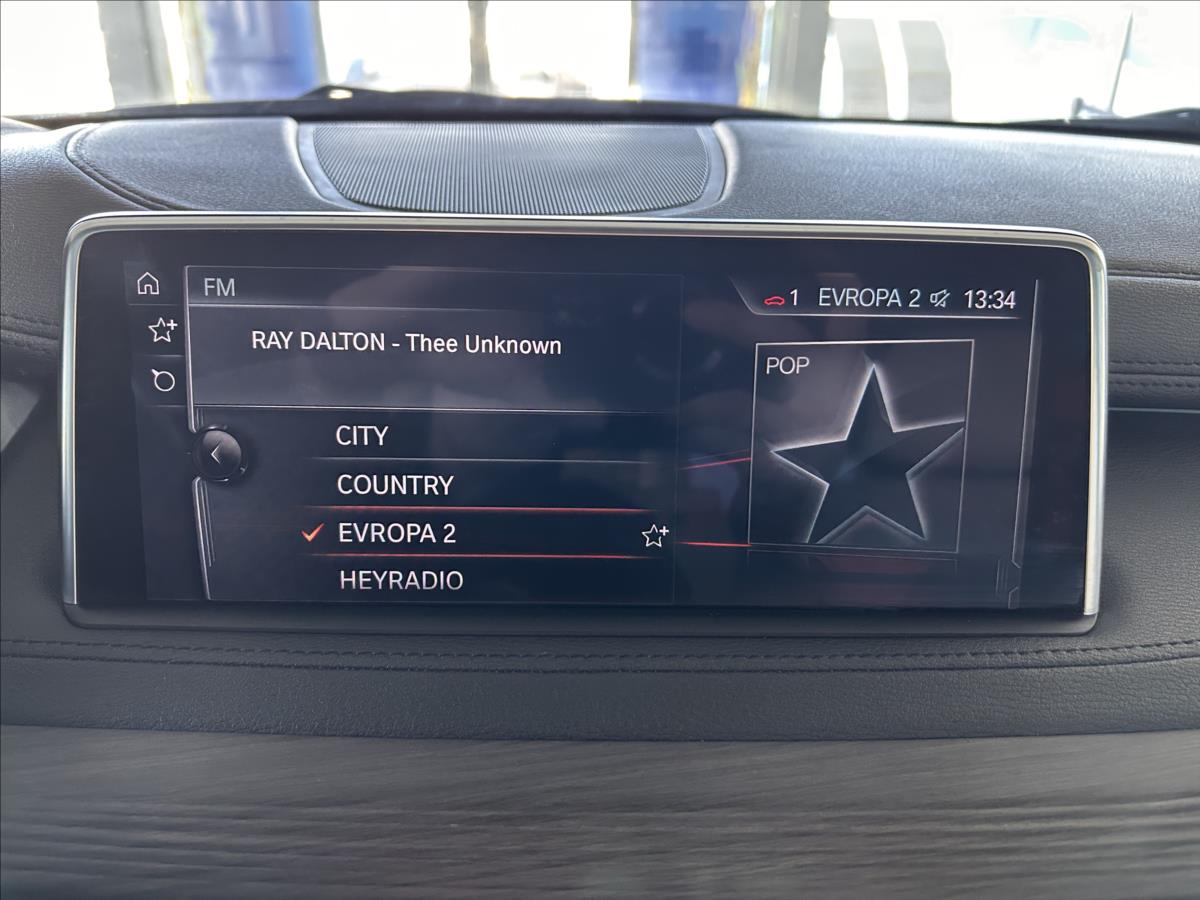 FM
1 EVROPA 2 13:34
RAY DALTON - Thee Unknown
POP
CITY
COUNTRY
EVROPA 2
HEYRADIO